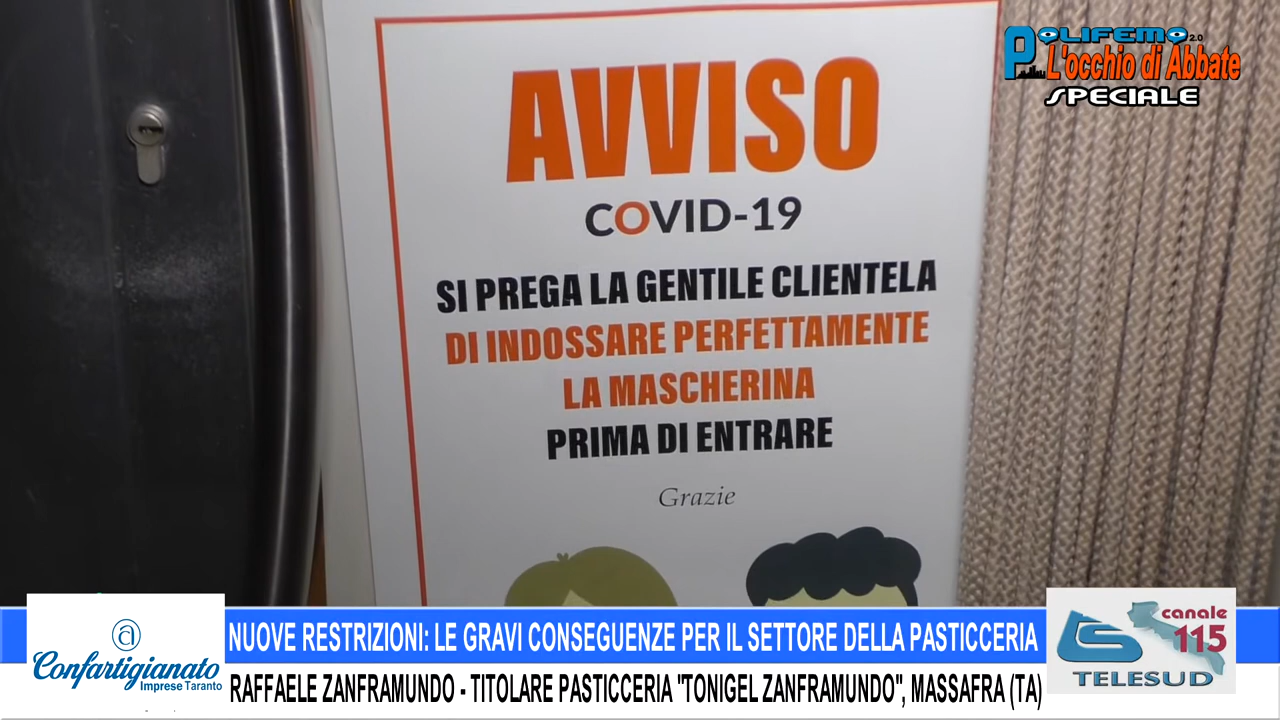 POLIFEMO 2.0
L'occhio di Abbate
SPECIALE
AVVISO
COVID-19
SI PREGA LA GENTILE CLIENTELA
DI INDOSSARE PERFETTAMENTE
LA MASCHERINA
PRIMA DI ENTRARE
Grazie
Confartigianato
Imprese Taranto
NUOVE RESTRIZIONI: LE GRAVI CONSEGUENZE PER IL SETTORE DELLA PASTICCERIA
RAFFAELE ZANFRAMUNDO - TITOLARE PASTICCERIA "TONIGEL ZANFRAMUNDO", MASSAFRA (TA)
canale
115
TS
TELESUD